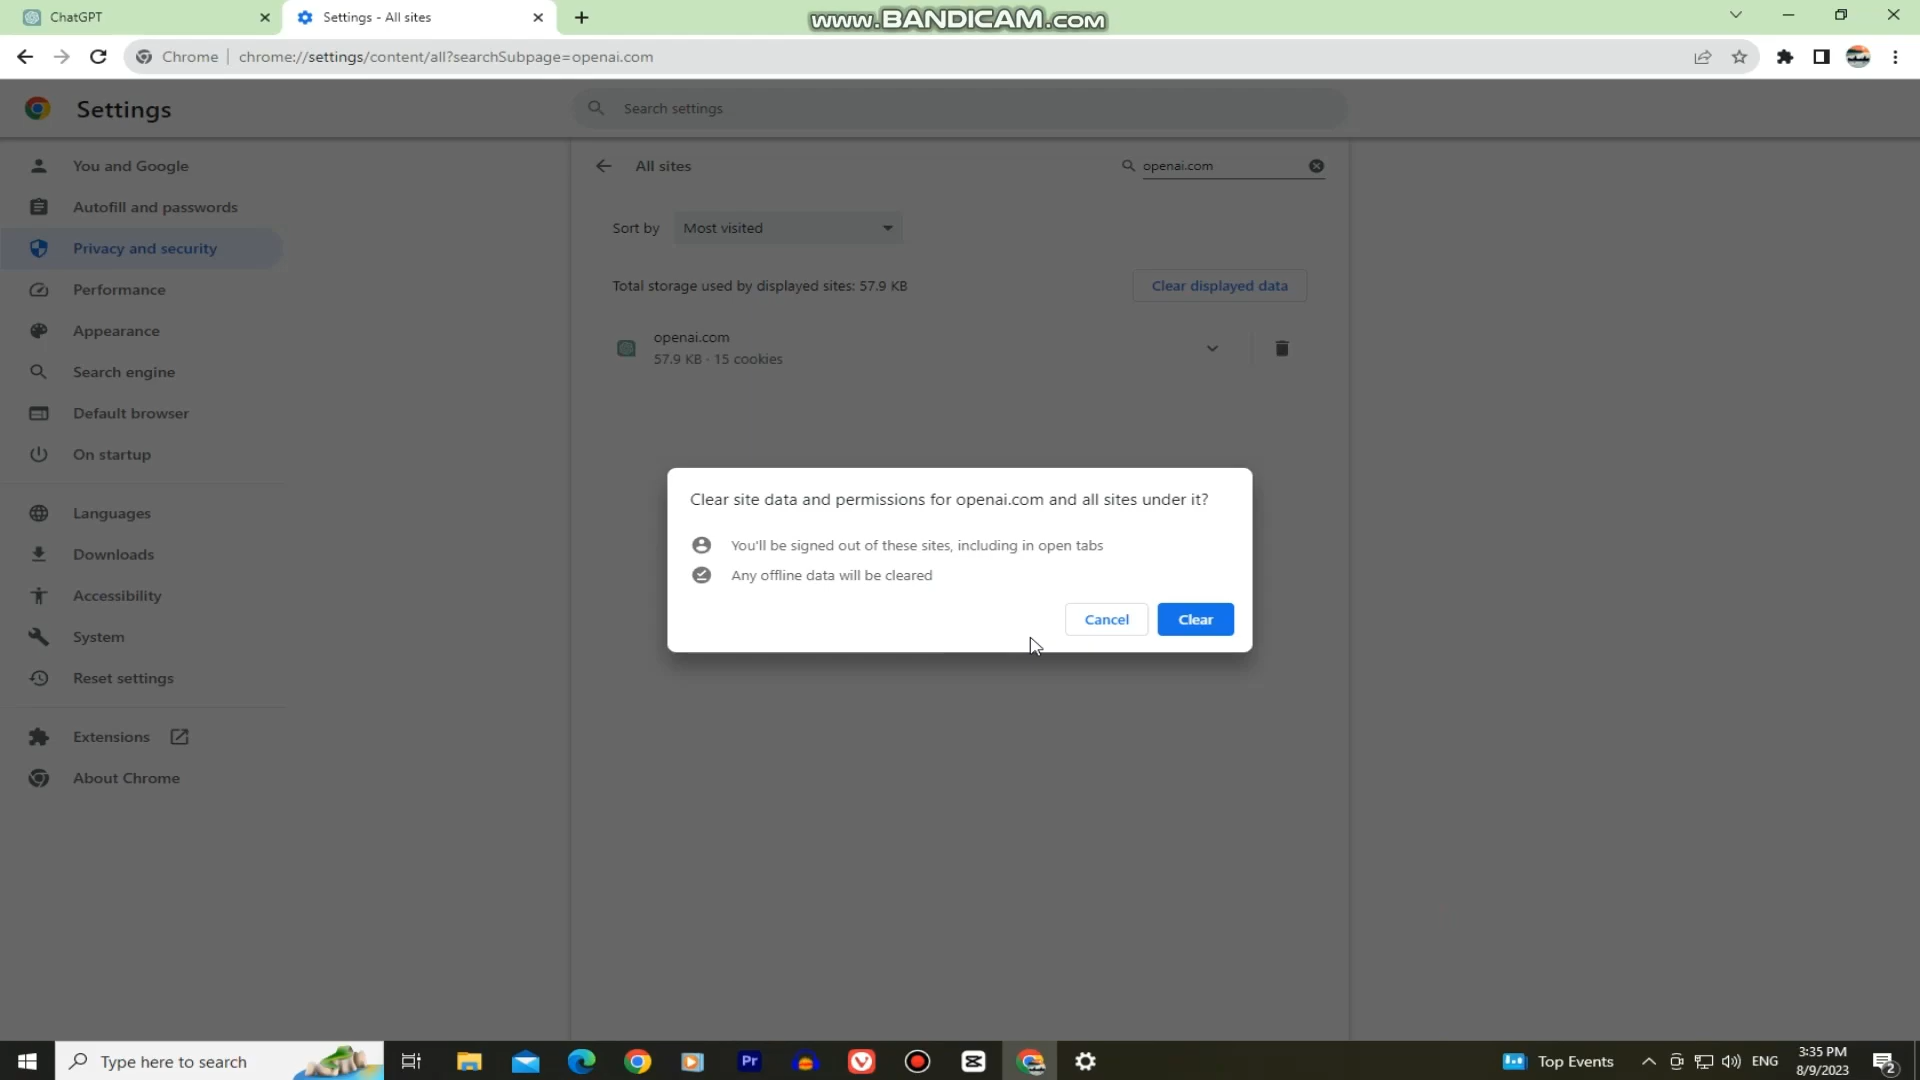 ChatGPT
Settings - All sites
www.BANDICAM.com
Chrome
chrome://settings/content/all?searchSubpage=openai.com
Settings
Search settings
You and Google
Autofill and passwords
Privacy and security
Performance
Appearance
Search engine
Default browser
On startup
Languages
Downloads
Accessibility
System
Reset settings
Extensions
About Chrome
All sites
openai.com
Sort by
Most visited
Total storage used by displayed sites: 57.9 KB
Clear displayed data
openai.com
57.9 KB · 15 cookies
Clear site data and permissions for openai.com and all sites under it?
You'll be signed out of these sites, including in open tabs
Any offline data will be cleared
Cancel
Clear
Type here to search
Pr
Top Events
ENG
3:35 PM
8/9/2023
2